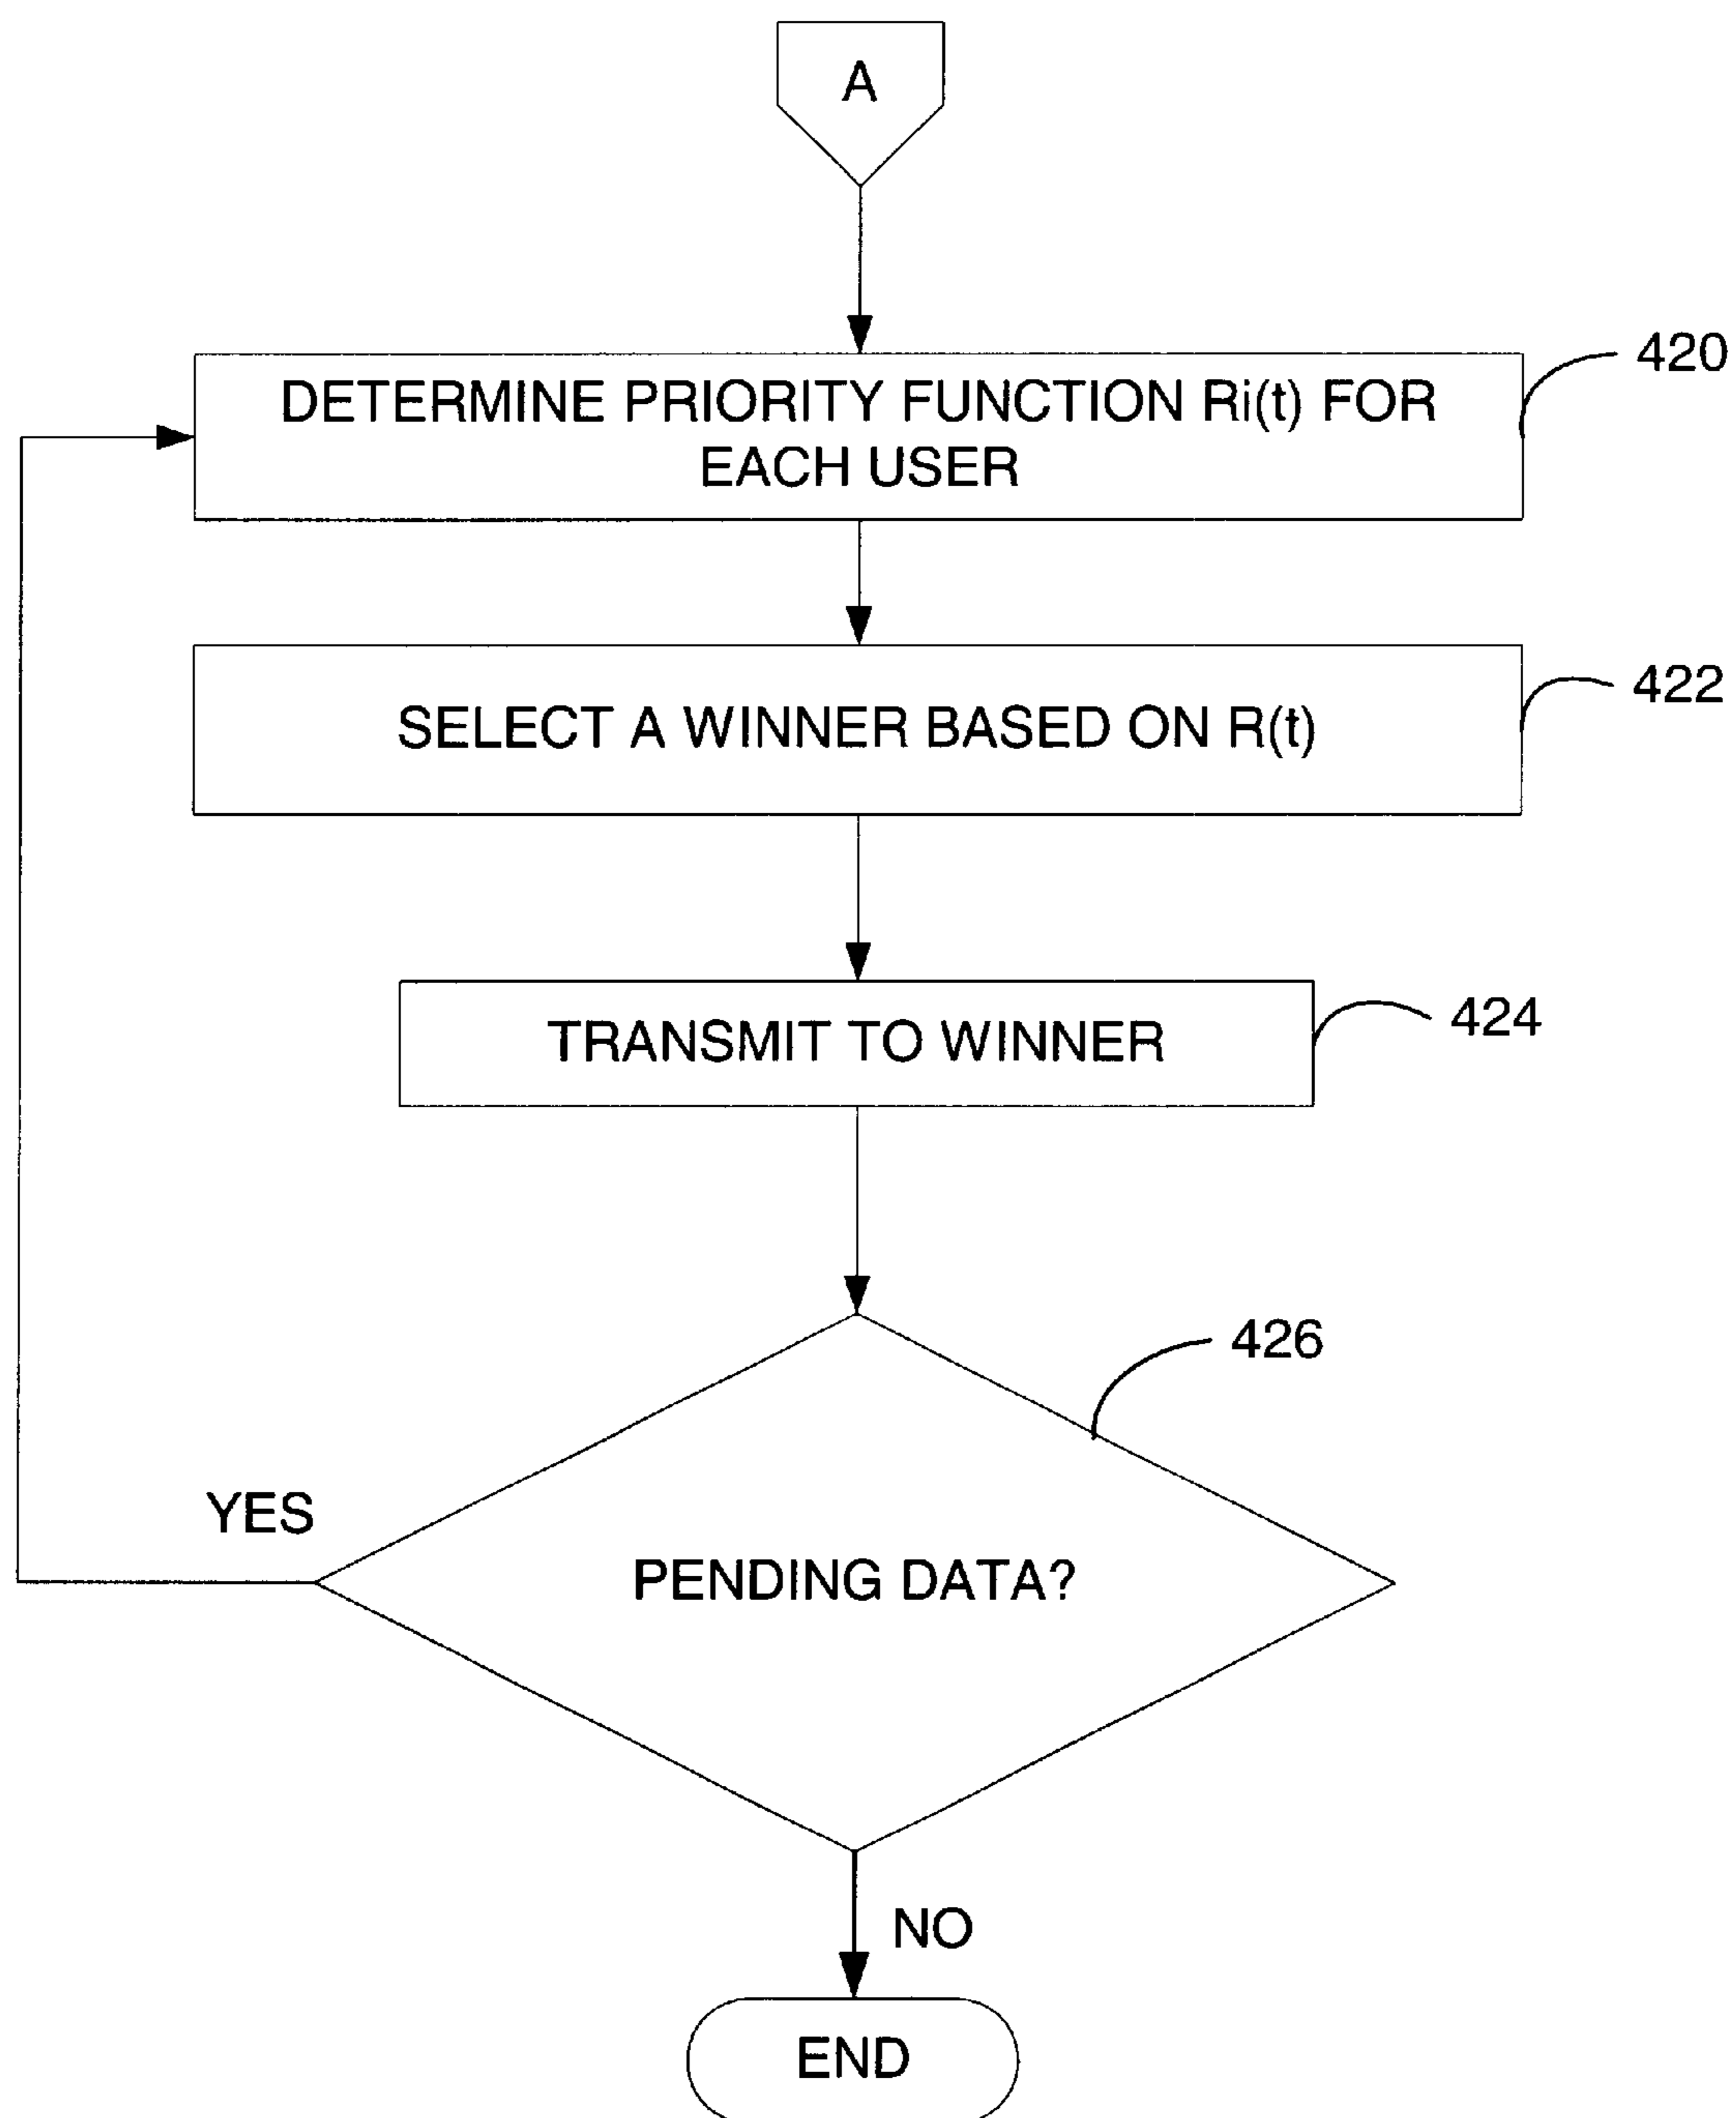 A
DETERMINE PRIORITY FUNCTION Ri(t) FOR
EACH USER
420
SELECT A WINNER BASED ON R(t)
422
TRANSMIT TO WINNER
424
426
YES
PENDING DATA?
NO
END